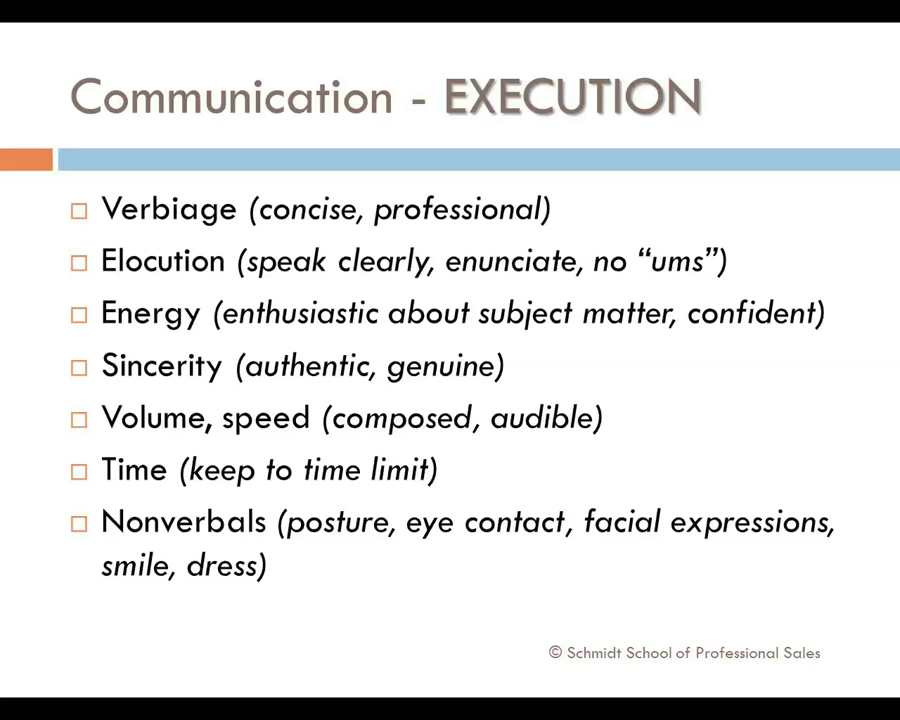 Communication - EXECUTION
Verbiage (concise, professional)
Elocution (speak clearly, enunciate, no “ums”)
Energy (enthusiastic about subject matter, confident)
Sincerity (authentic, genuine)
Volume, speed (composed, audible)
Time (keep to time limit)
Nonverbals (posture, eye contact, facial expressions,
smile, dress)
© Schmidt School of Professional Sales